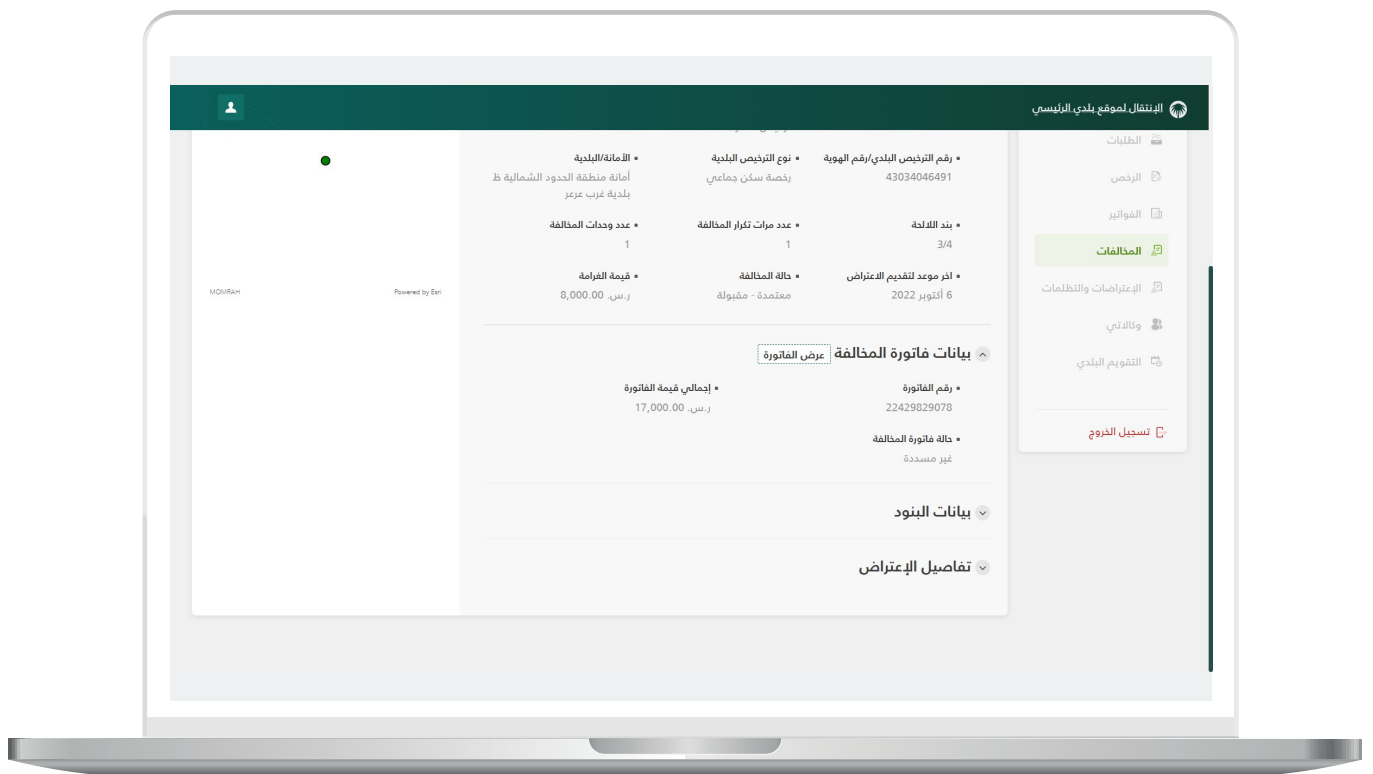 الإنتقال لموقع بلدي الرئيسي
الطلبات
الرخص
الفواتير
المخالفات
الإعتراضات والتظلمات
وكالاتي
التقويم البلدي
تسجيل الخروج
رقم الترخيص البلدي/رقم الهوية
43034046491
نوع الترخيص البلدية
رخصة سكن جماعي
الأمانة/البلدية
أمانة منطقة الحدود الشمالية ظ
بلدية غرب عرعر
بند اللائحة
3/4
عدد مرات تكرار المخالفة
1
عدد وحدات المخالفة
1
اخر موعد لتقديم الاعتراض
6 أكتوبر 2022
حالة المخالفة
معتمدة - مقبولة
قيمة الغرامة
ر.س. 8,000.00
بيانات فاتورة المخالفة عرض الفاتورة
رقم الفاتورة
22429829078
إجمالي قيمة الفاتورة
ر.س. 17,000.00
حالة فاتورة المخالفة
غير مسددة
بيانات البنود
تفاصيل الإعتراض
Powered by Esri
MOMRAH